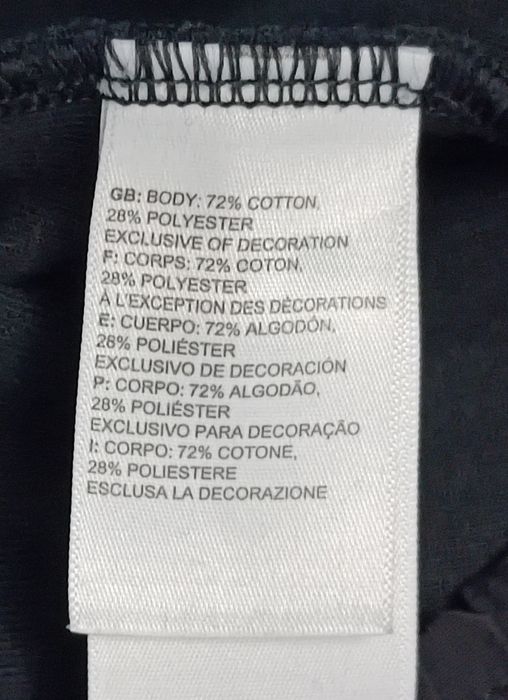 GB: BODY: 72% COTTON,
28% POLYESTER
EXCLUSIVE OF DECORATION
F: CORPS: 72% COTON,
28% POLYESTER
À L'EXCEPTION DES DÉCORATIONS
E: CUERPO: 72% ALGODÓN,
28% POLIÉSTER
EXCLUSIVO DE DECORACIÓN
P: CORPO: 72% ALGODÃO,
28% POLIÉSTER
EXCLUSIVO PARA DECORAÇÃO
I: CORPO: 72% COTONE,
28% POLIESTERE
ESCLUSA LA DECORAZIONE